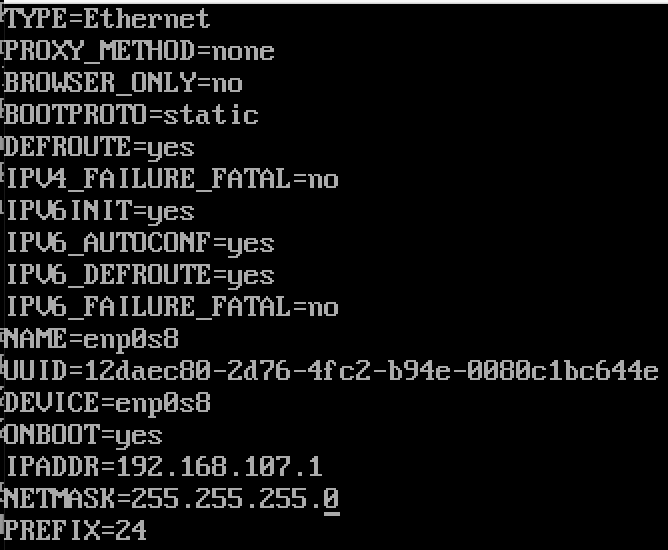 TYPE=Ethernet
PROXY_METHOD=none
BROWSER_ONLY=no
BOOTPROTO=static
DEFROUTE=yes
IPV4_FAILURE_FATAL=no
IPV6INIT=yes
IPV6_AUTOCONF=yes
IPV6_DEFROUTE=yes
IPV6_FAILURE_FATAL=no
NAME=enp0s8
UUID=12daec80-2d76-4fc2-b94e-0080c1bc644e
DEVICE=enp0s8
ONBOOT=yes
IPADDR=192.168.107.1
NETMASK=255.255.255.0
PREFIX=24